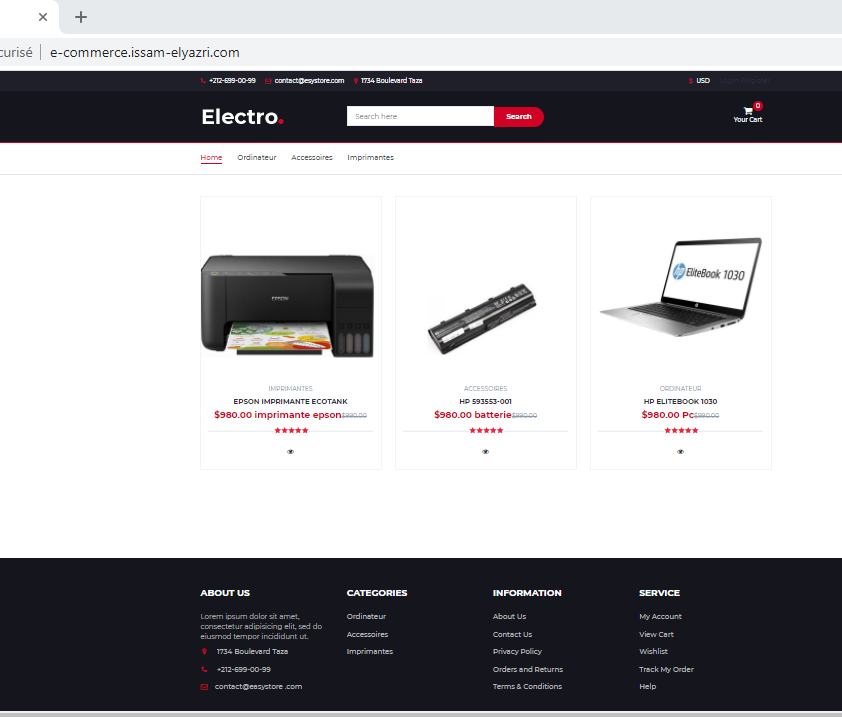 curisé | e-commerce.issam-elyazri.com
+212-699-00-99 contact@esystore.com 1734 Boulevard Taza $ USD
Electro. Search here Search 0
Your Cart
Home Ordinateur Accessoires Imprimantes
EPSON
hp EliteBook 1030
IMPRIMANTES ACCESSOIRES ORDINATEUR
EPSON IMPRIMANTE ECOTANK HP 593553-001 HP ELITEBOOK 1030
$980.00 imprimante epson$990.00 $980.00 batterie$990.00 $980.00 Pc$990.00
ABOUT US CATEGORIES INFORMATION SERVICE
Lorem ipsum dolor sit amet, Ordinateur About Us My Account
consectetur adipisicing elit, sed do
eiusmod tempor incididunt ut. Accessoires Contact Us View Cart
1734 Boulevard Taza Imprimantes Privacy Policy Wishlist
+212-699-00-99 Orders and Returns Track My Order
contact@easystore .com Terms & Conditions Help